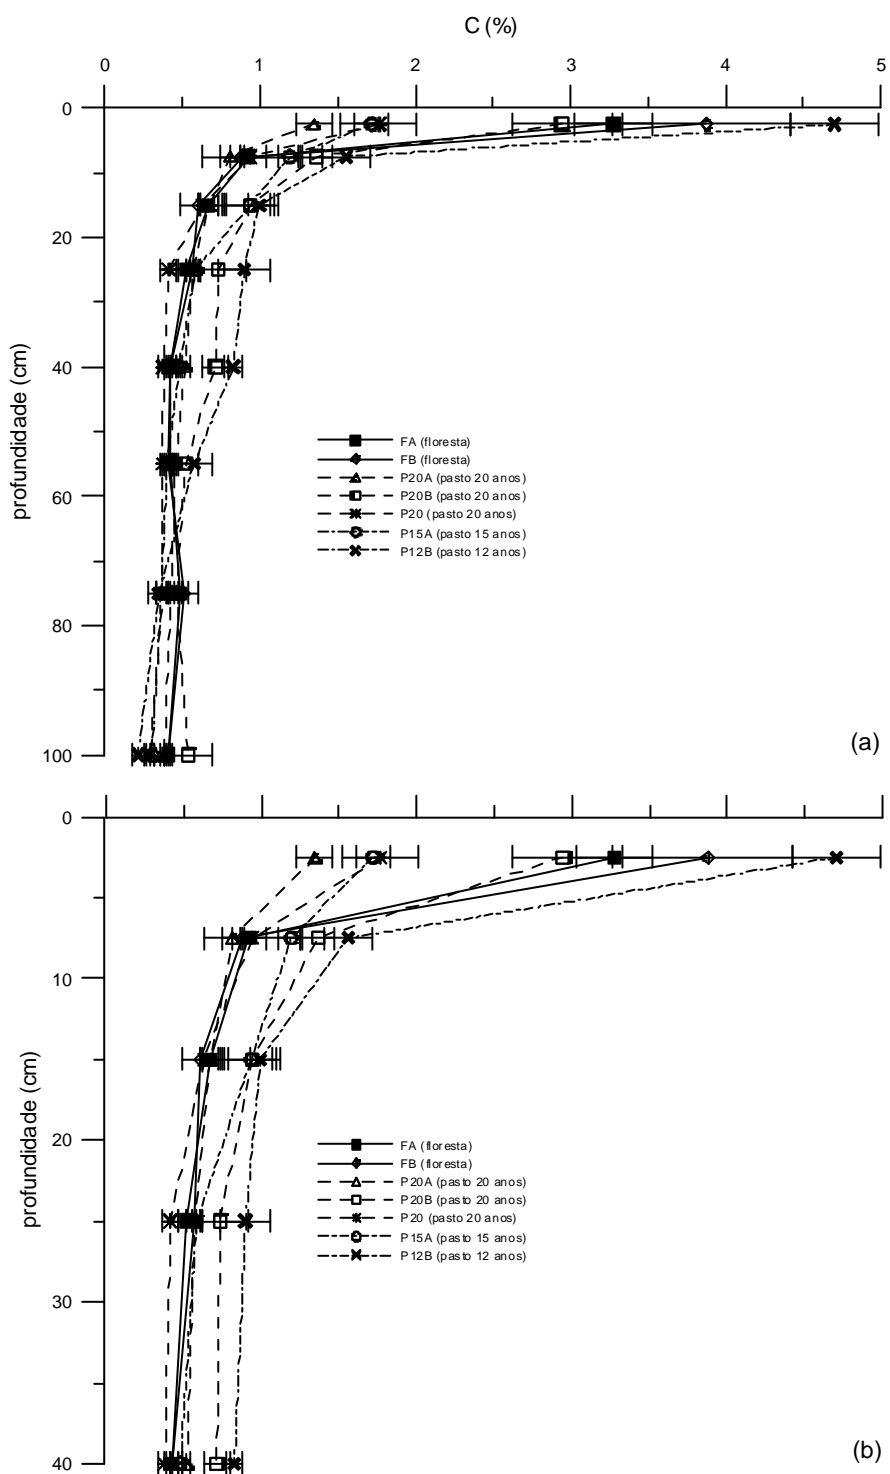 C (%)
0 1 2 3 4 5
0
20
40
60
80
100
profundidade (cm)
FA (floresta)
FB (floresta)
P20A (pasto 20 anos)
P20B (pasto 20 anos)
P20 (pasto 20 anos)
P15A (pasto 15 anos)
P12B (pasto 12 anos)
(a)
0
10
20
30
40
profundidade (cm)
FA (floresta)
FB (floresta)
P20A (pasto 20 anos)
P20B (pasto 20 anos)
P20 (pasto 20 anos)
P15A (pasto 15 anos)
P12B (pasto 12 anos)
(b)